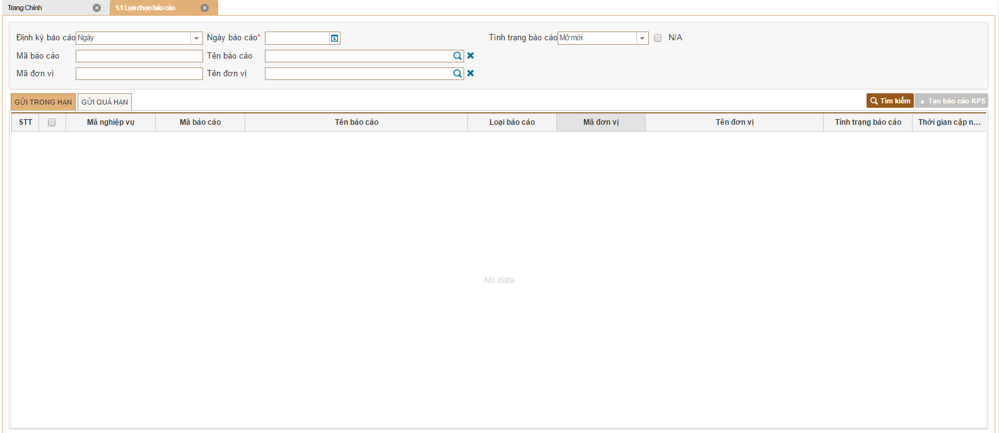 Trang Chính
1.1 Lựa chọn báo cáo
Định kỳ báo cáo Ngày Ngày báo cáo* Tình trạng báo cáo Mở mới N/A
Mã báo cáo Tên báo cáo
Mã đơn vị Tên đơn vị
GỬI TRONG HẠN GỬI QUÁ HẠN Tìm kiếm Tạo báo cáo KPS
STT Mã nghiệp vụ Mã báo cáo Tên báo cáo Loại báo cáo Mã đơn vị Tên đơn vị Tình trạng báo cáo Thời gian cập n...
No data